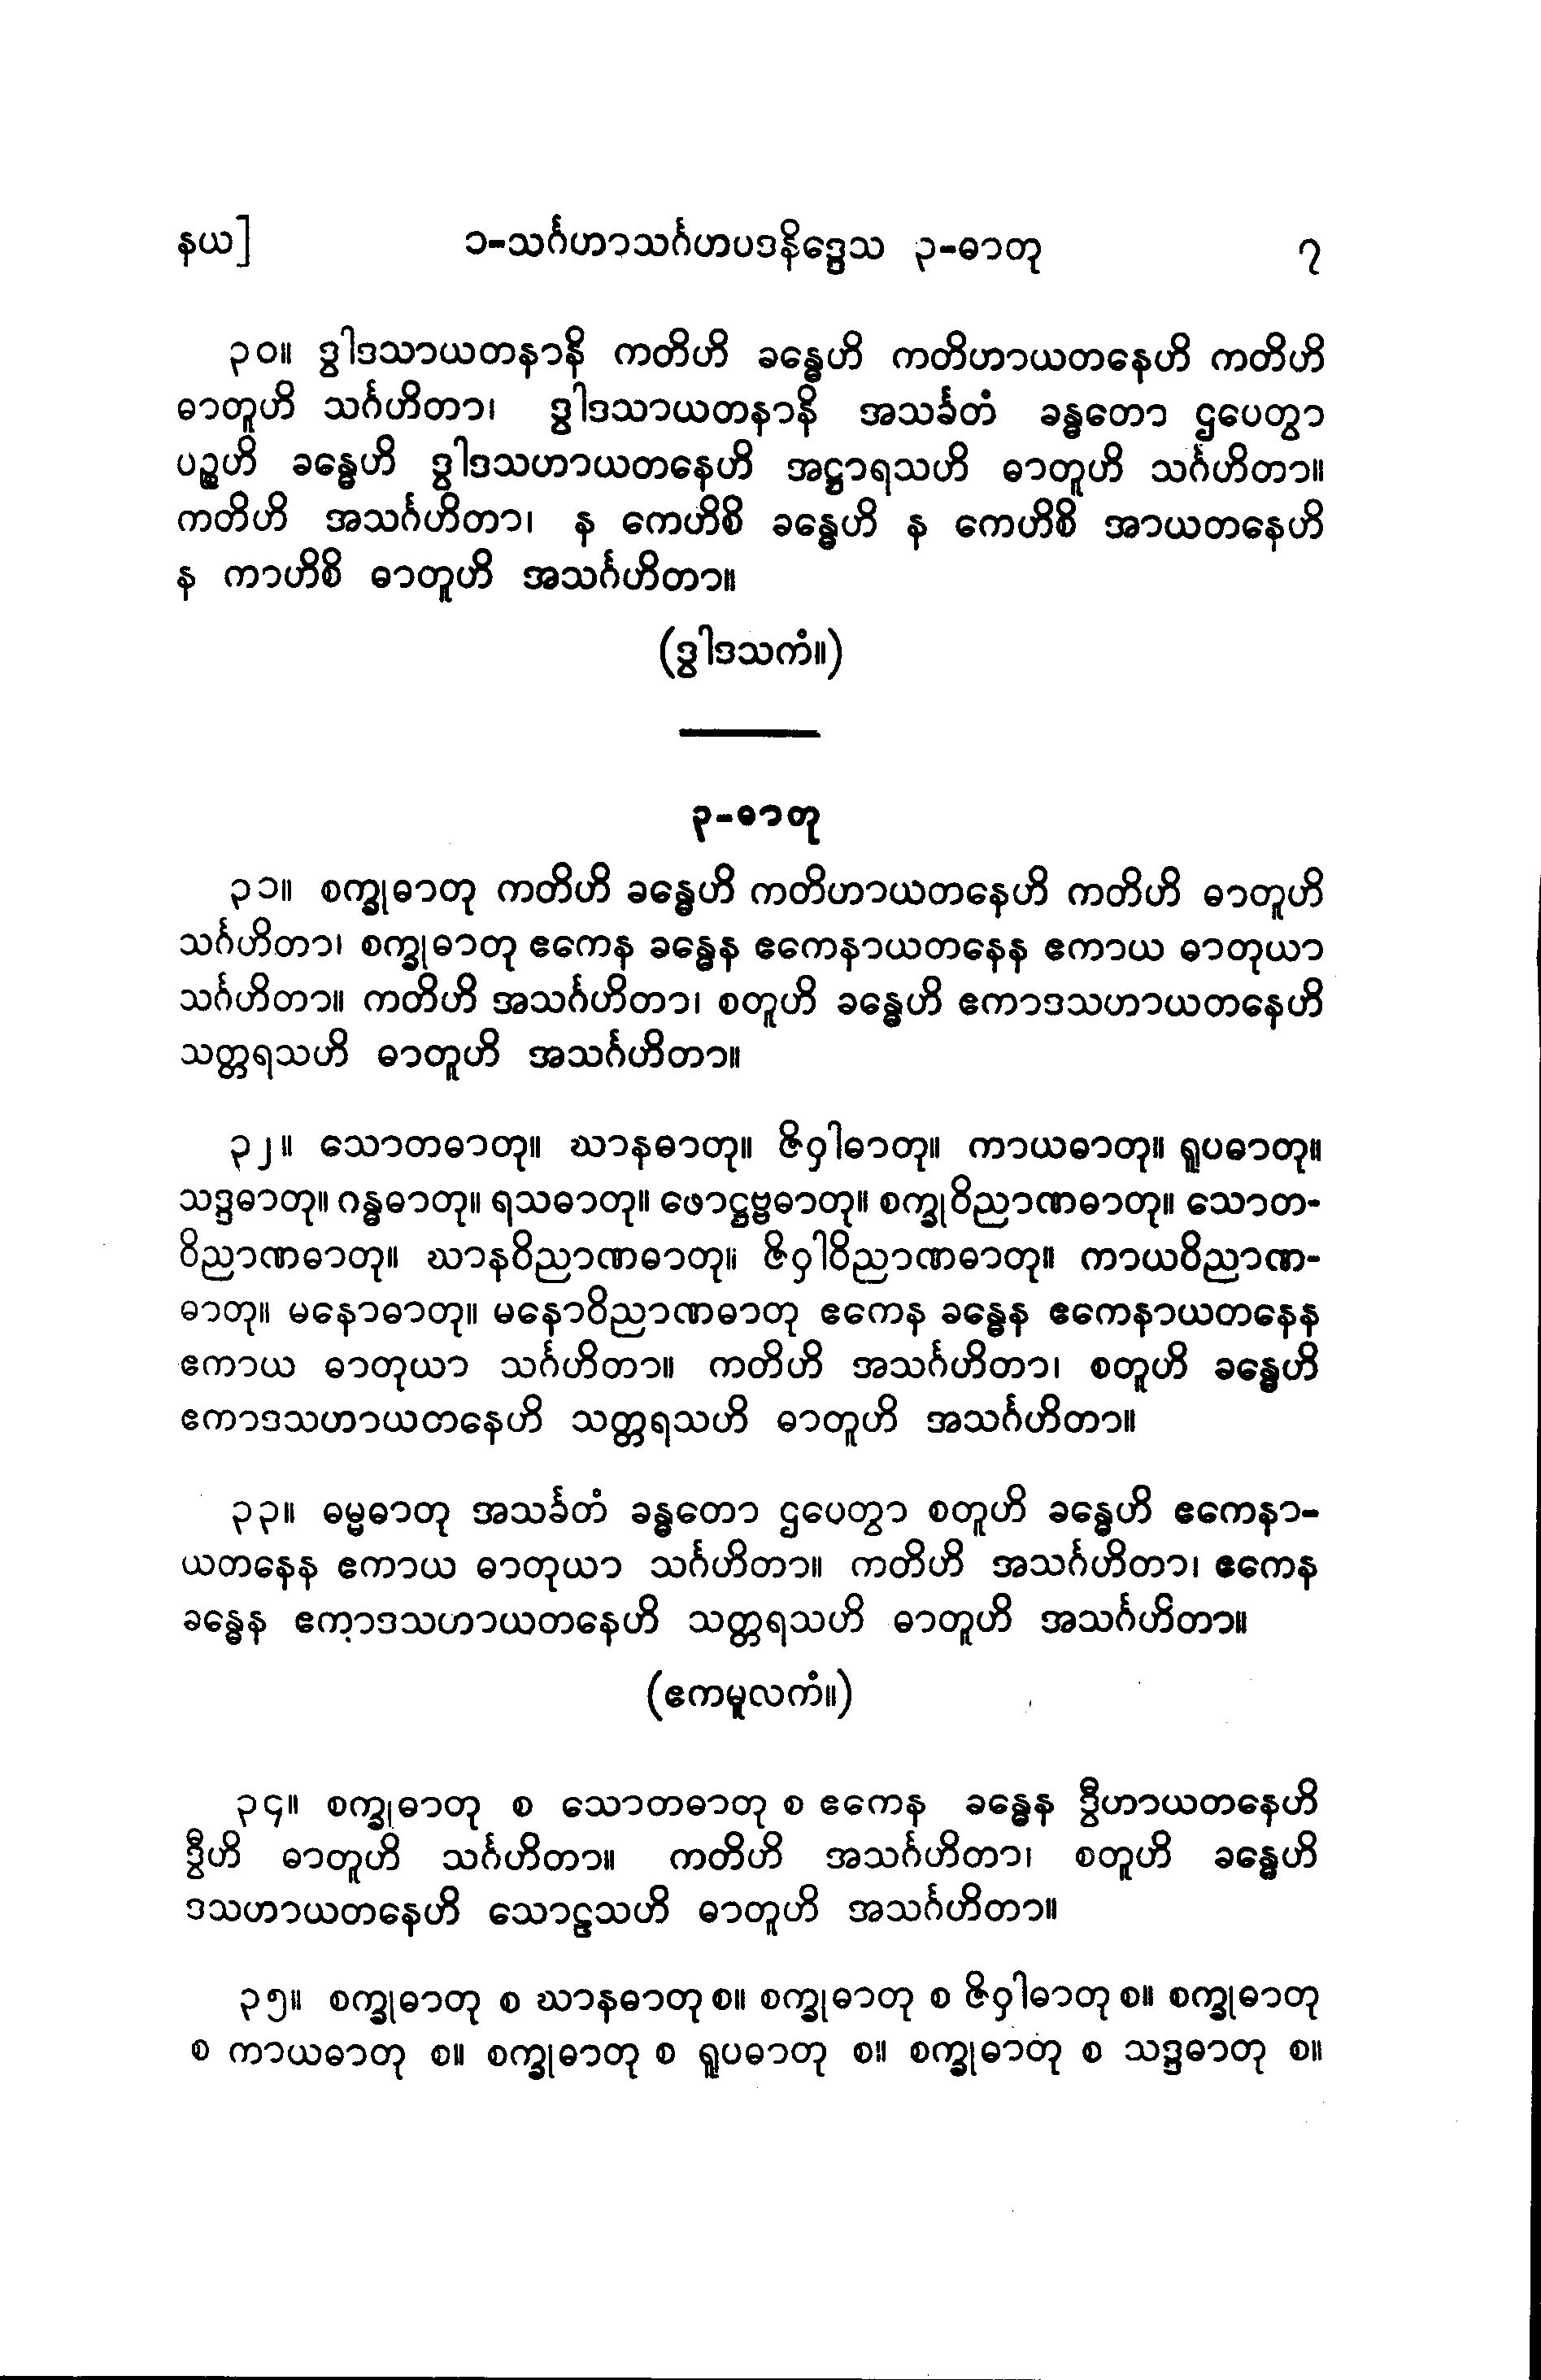 နယ] ၁-သင်္ဂဟာသင်္ဂဟပဒနိဒ္ဒေသ ၃-ဓာတု ၇
၃၀။ ဒွါဒသာယတနာနိ ကတိဟိ ခန္ဓေဟိ ကတိဟာယတနေဟိ ကတိဟိ
ဓာတူဟိ သင်္ဂဟိတာ၊ ဒွါဒသာယတနာနိ အသင်္ခတံ ခန္ဓတော ဌပေတွာ
ပဉ္စဟိ ခန္ဓေဟိ ဒွါဒသဟာယတနေဟိ အဋ္ဌာရသဟိ ဓာတူဟိ သင်္ဂဟိတာ။
ကတိဟိ အသင်္ဂဟိတာ၊ န ကေဟိစိ ခန္ဓေဟိ န ကေဟိစိ အာယတနေဟိ
န ကာဟိစိ ဓာတူဟိ အသင်္ဂဟိတာ။
(ဒွါဒသကံ။)
၃-ဓာတု
၃၁။ စက္ခုဓာတု ကတိဟိ ခန္ဓေဟိ ကတိဟာယတနေဟိ ကတိဟိ ဓာတူဟိ
သင်္ဂဟိတာ၊ စက္ခုဓာတု ဧကေန ခန္ဓေန ဧကေနာယတနေန ဧကာယ ဓာတုယာ
သင်္ဂဟိတာ။ ကတိဟိ အသင်္ဂဟိတာ၊ စတူဟိ ခန္ဓေဟိ ဧကာဒသဟာယတနေဟိ
သတ္တရသဟိ ဓာတူဟိ အသင်္ဂဟိတာ။
၃၂။ သောတဓာတု။ ဃာနဓာတု။ ဇိဝှါဓာတု။ ကာယဓာတု။ ရူပဓာတု။
သဒ္ဒဓာတု။ ဂန္ဓဓာတု။ ရသဓာတု။ ဖောဋ္ဌဗ္ဗဓာတု။ စက္ခုဝိညာဏဓာတု။ သောတ-
ဝိညာဏဓာတု။ ဃာနဝိညာဏဓာတု။ ဇိဝှါဝိညာဏဓာတု။ ကာယဝိညာဏ-
ဓာတု။ မနောဓာတု။ မနောဝိညာဏဓာတု ဧကေန ခန္ဓေန ဧကေနာယတနေန
ဧကာယ ဓာတုယာ သင်္ဂဟိတာ။ ကတိဟိ အသင်္ဂဟိတာ၊ စတူဟိ ခန္ဓေဟိ
ဧကာဒသဟာယတနေဟိ သတ္တရသဟိ ဓာတူဟိ အသင်္ဂဟိတာ။
၃၃။ ဓမ္မဓာတု အသင်္ခတံ ခန္ဓတော ဌပေတွာ စတူဟိ ခန္ဓေဟိ ဧကေနာ-
ယတနေန ဧကာယ ဓာတုယာ သင်္ဂဟိတာ။ ကတိဟိ အသင်္ဂဟိတာ၊ ဧကေန
ခန္ဓေန ဧကာဒသဟာယတနေဟိ သတ္တရသဟိ ဓာတူဟိ အသင်္ဂဟိတာ။
(ဧကမူလကံ။)
၃၄။ စက္ခုဓာတု စ သောတဓာတု စ ဧကေန ခန္ဓေန ဒွီဟာယတနေဟိ
ဒွီဟိ ဓာတူဟိ သင်္ဂဟိတာ။ ကတိဟိ အသင်္ဂဟိတာ၊ စတူဟိ ခန္ဓေဟိ
ဒသဟာယတနေဟိ သောဠသဟိ ဓာတူဟိ အသင်္ဂဟိတာ။
၃၅။ စက္ခုဓာတု စ ဃာနဓာတု စ။ စက္ခုဓာတု စ ဇိဝှါဓာတု စ။ စက္ခုဓာတု
စ ကာယဓာတု စ။ စက္ခုဓာတု စ ရူပဓာတု စ။ စက္ခုဓာတု စ သဒ္ဒဓာတု စ။